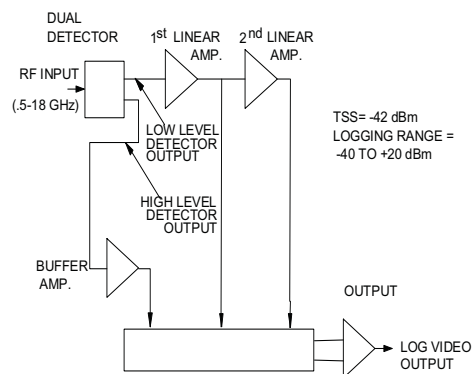 DUAL
DETECTOR
1st LINEAR
AMP.
2nd LINEAR
AMP.
RF INPUT
(.5-18 GHz)
TSS= -42 dBm
LOGGING RANGE =
-40 TO +20 dBm
LOW LEVEL
DETECTOR
OUTPUT
HIGH LEVEL
DETECTOR
OUTPUT
BUFFER
AMP.
OUTPUT
LOG VIDEO
OUTPUT